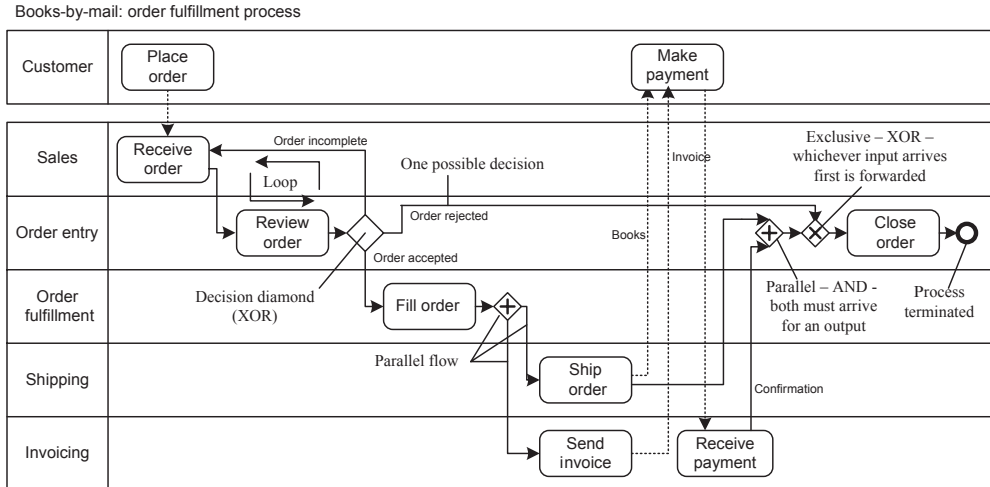 Books-by-mail: order fulfillment process
Customer
Place
order
Make
payment
Sales
Receive
order
Order incomplete
Loop
One possible decision
Invoice
Exclusive – XOR –
whichever input arrives
first is forwarded
Order entry
Review
order
Order rejected
Order accepted
Books
Close
order
Decision diamond
(XOR)
Parallel – AND -
both must arrive
for an output
Process
terminated
Order
fulfillment
Fill order
Parallel flow
Shipping
Ship
order
Confirmation
Invoicing
Send
invoice
Receive
payment